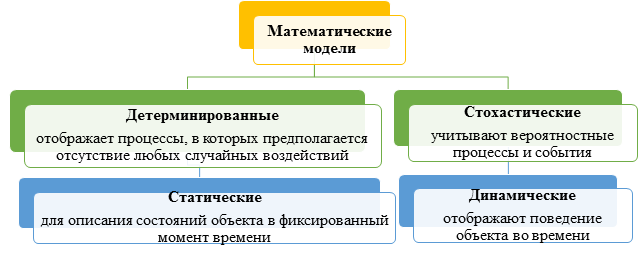 Математические
модели
Детерминированные
отображает процессы, в которых предполагается
отсутствие любых случайных воздействий
Стохастические
учитывают вероятностные
процессы и события
Статические
для описания состояний объекта в фиксированный
момент времени
Динамические
отображают поведение
объекта во времени